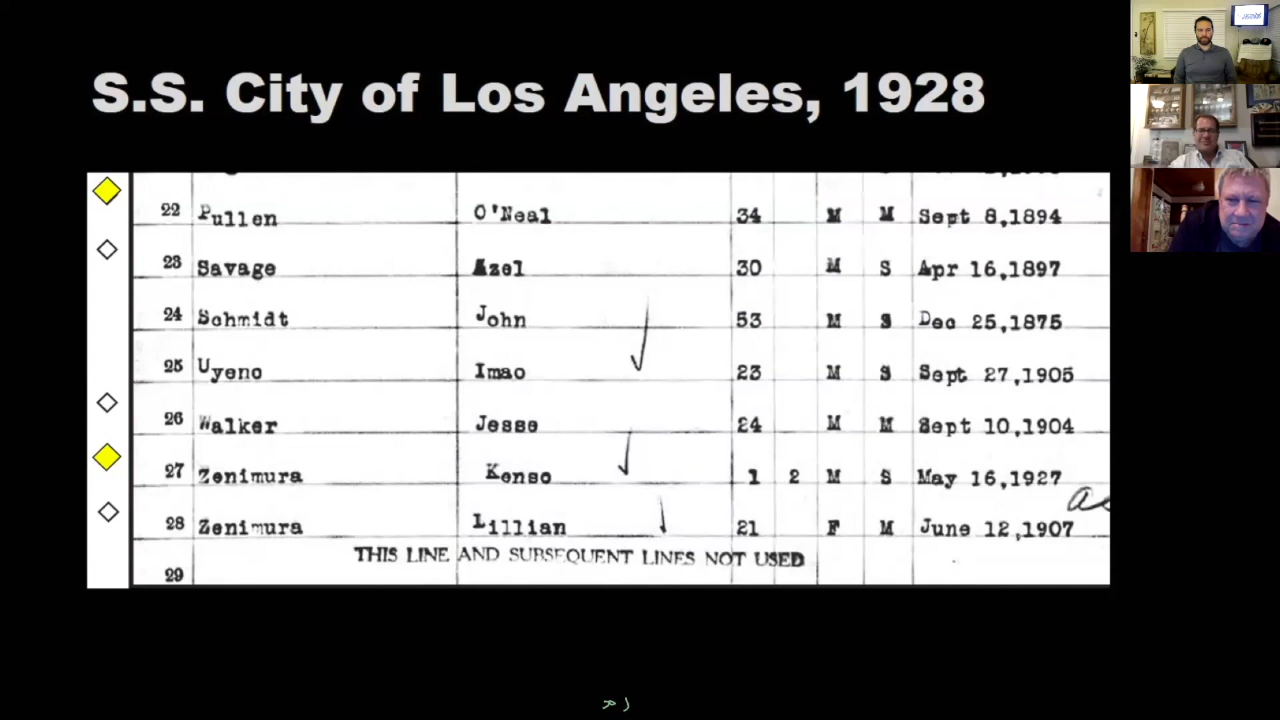 S.S. City of Los Angeles, 1928
22 Pullen O'Neal 34 M M Sept 8,1894
23 Savage Azel 30 M S Apr 16,1897
24 Schmidt John 53 M S Dec 25,1875
25 Uyeno Imao 23 M S Sept 27,1905
26 Walker Jesse 24 M M Sept 10,1904
27 Zenimura Kenso 1 2 M S May 16,1927
28 Zenimura Lillian 21 F M June 12,1907
THIS LINE AND SUBSEQUENT LINES NOT USED
29